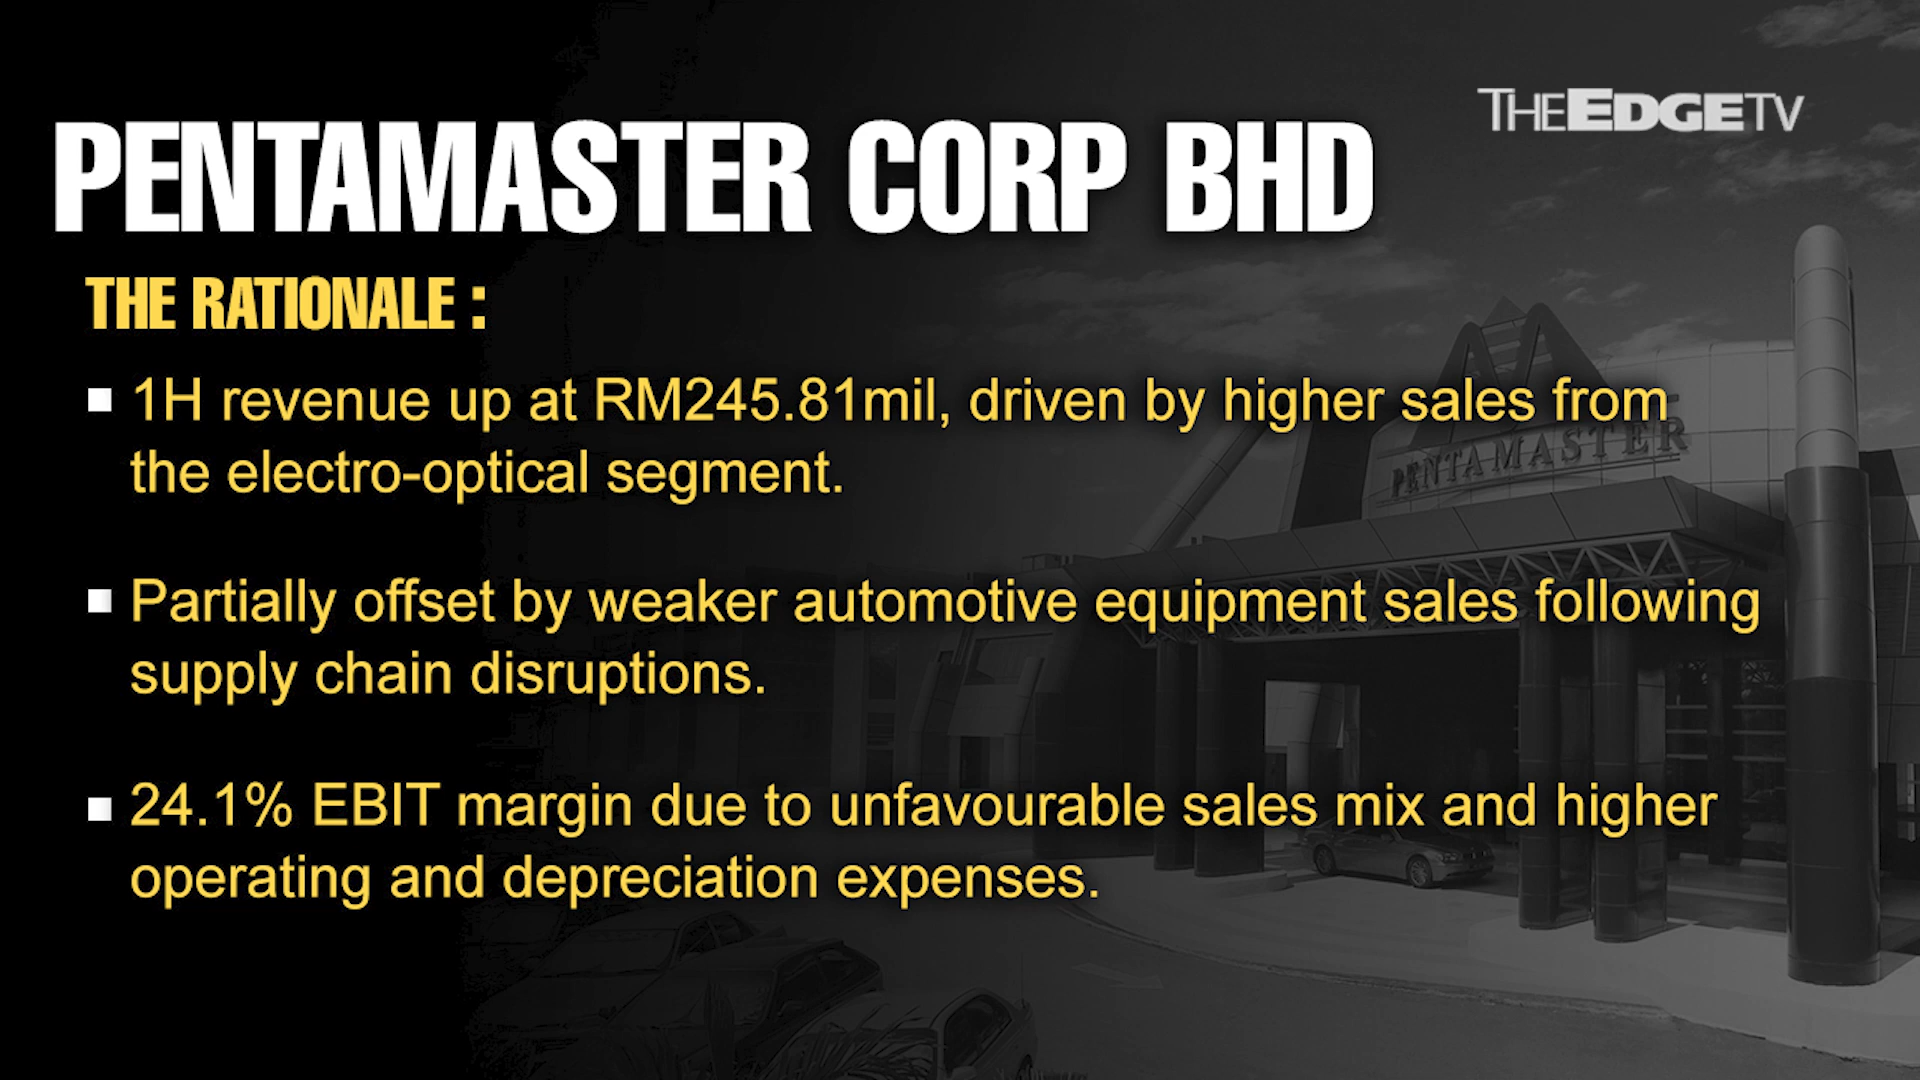 THEEDGETV
PENTAMASTER CORP BHD
THE RATIONALE :
1H revenue up at RM245.81mil, driven by higher sales from
the electro-optical segment.
PENTAMASTER
Partially offset by weaker automotive equipment sales following
supply chain disruptions.
24.1% EBIT margin due to unfavourable sales mix and higher
operating and depreciation expenses.